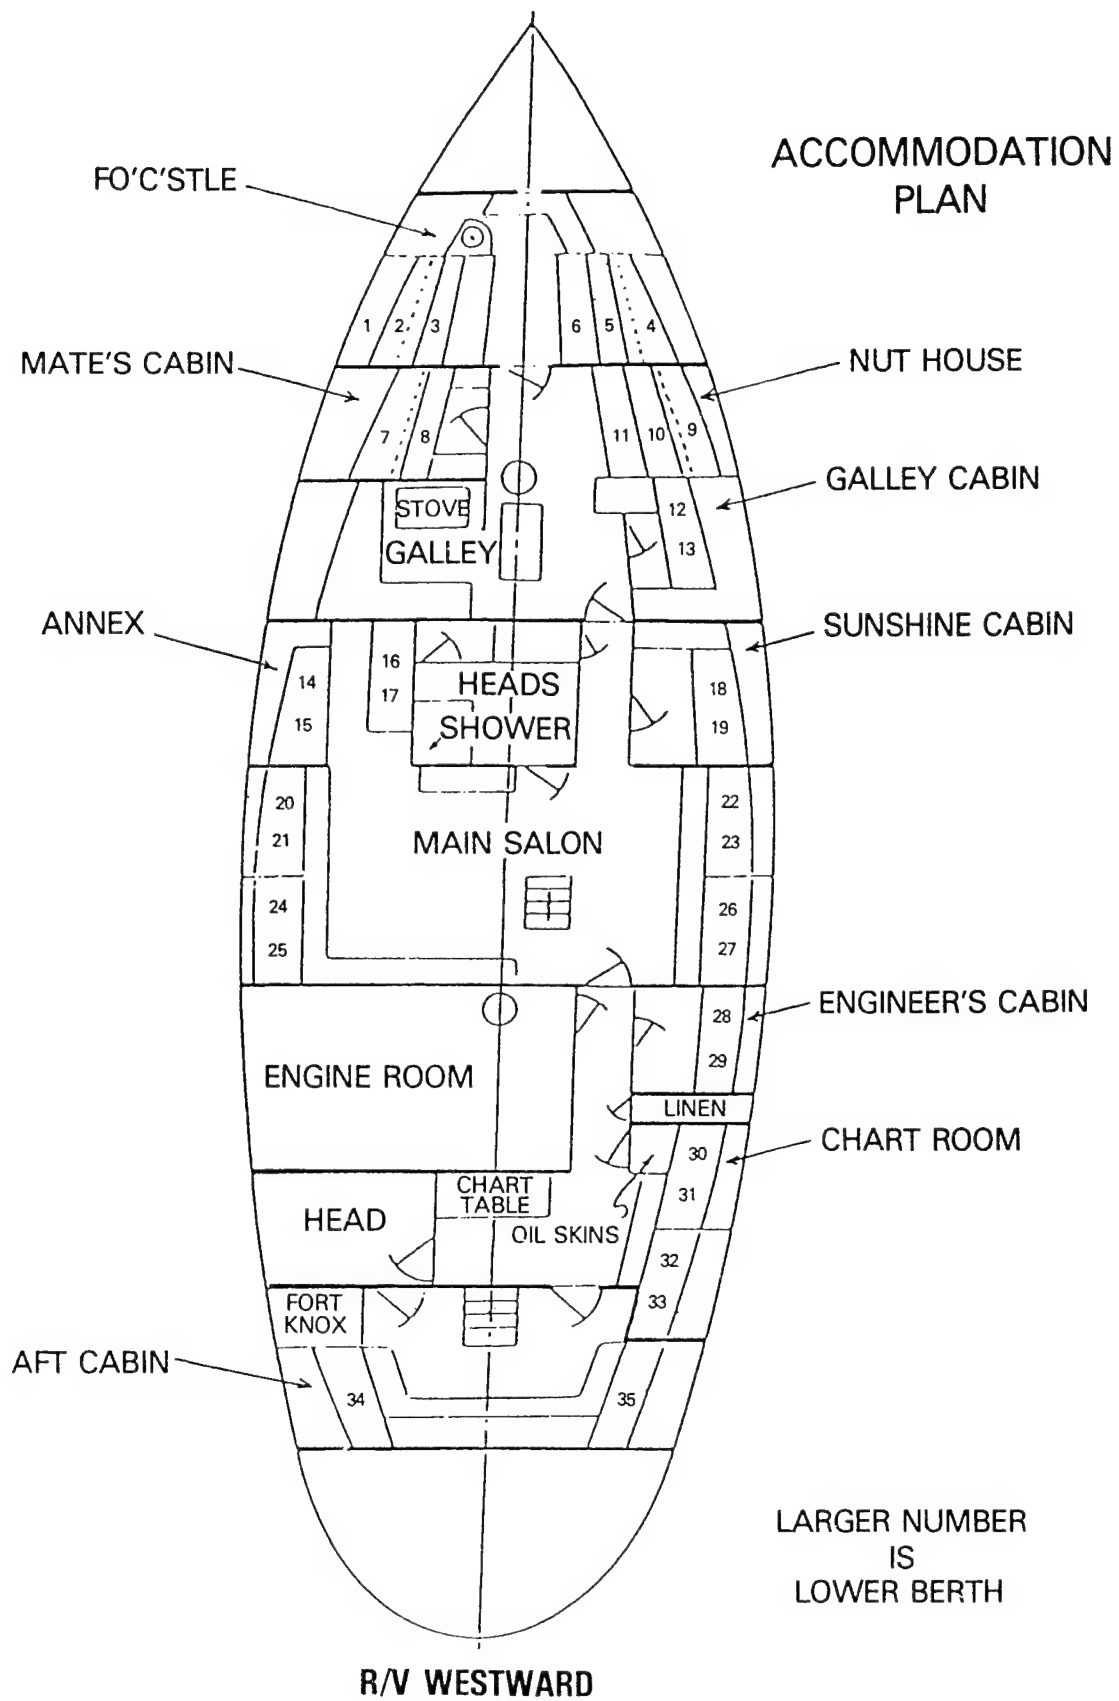 ACCOMMODATION
PLAN
FO'C'STLE
1 2 3 6 5 4
MATE'S CABIN
NUT HOUSE
7 8 11 10 9
GALLEY CABIN
STOVE
12
GALLEY
13
ANNEX
SUNSHINE CABIN
16
14
HEADS
18
17
15
SHOWER
19
20
22
21
MAIN SALON
23
24
26
25
27
28
ENGINEER'S CABIN
29
ENGINE ROOM
LINEN
30
CHART ROOM
CHART
TABLE
31
HEAD
OIL SKINS
32
FORT
KNOX
33
AFT CABIN
34
35
LARGER NUMBER
IS
LOWER BERTH
R/V WESTWARD